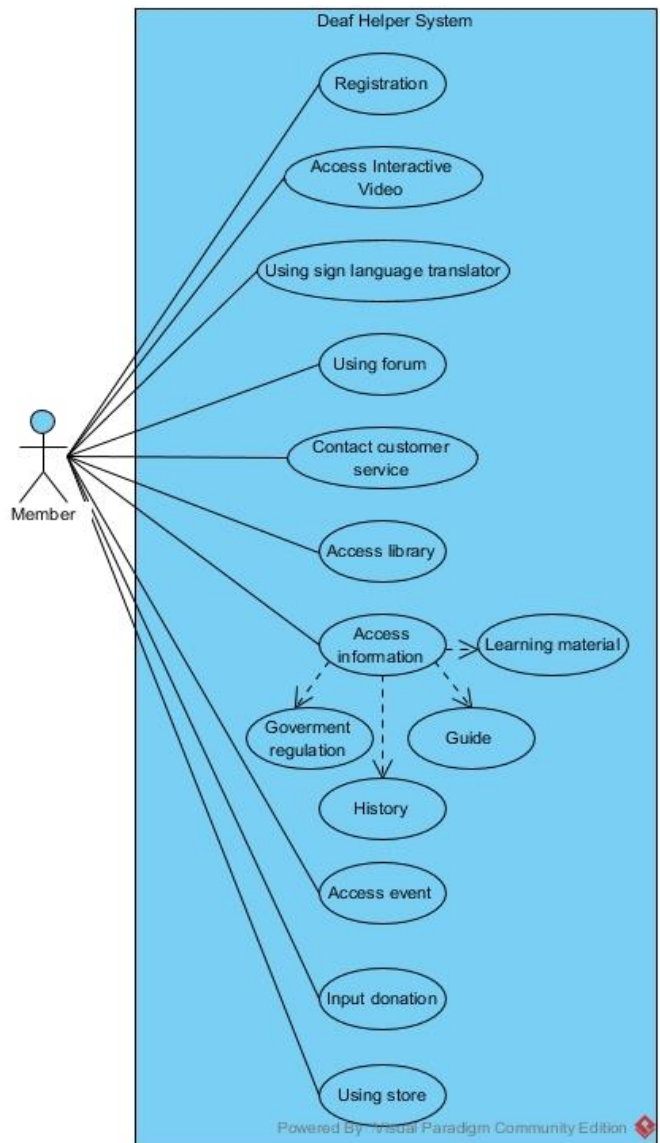 Deaf Helper System
Registration
Access Interactive
Video
Using sign language translator
Using forum
Contact customer
service
Member
Access library
Access
information
Learning material
Goverment
regulation
Guide
History
Access event
Input donation
Using store
Powered By Visual Paradigm Community Edition